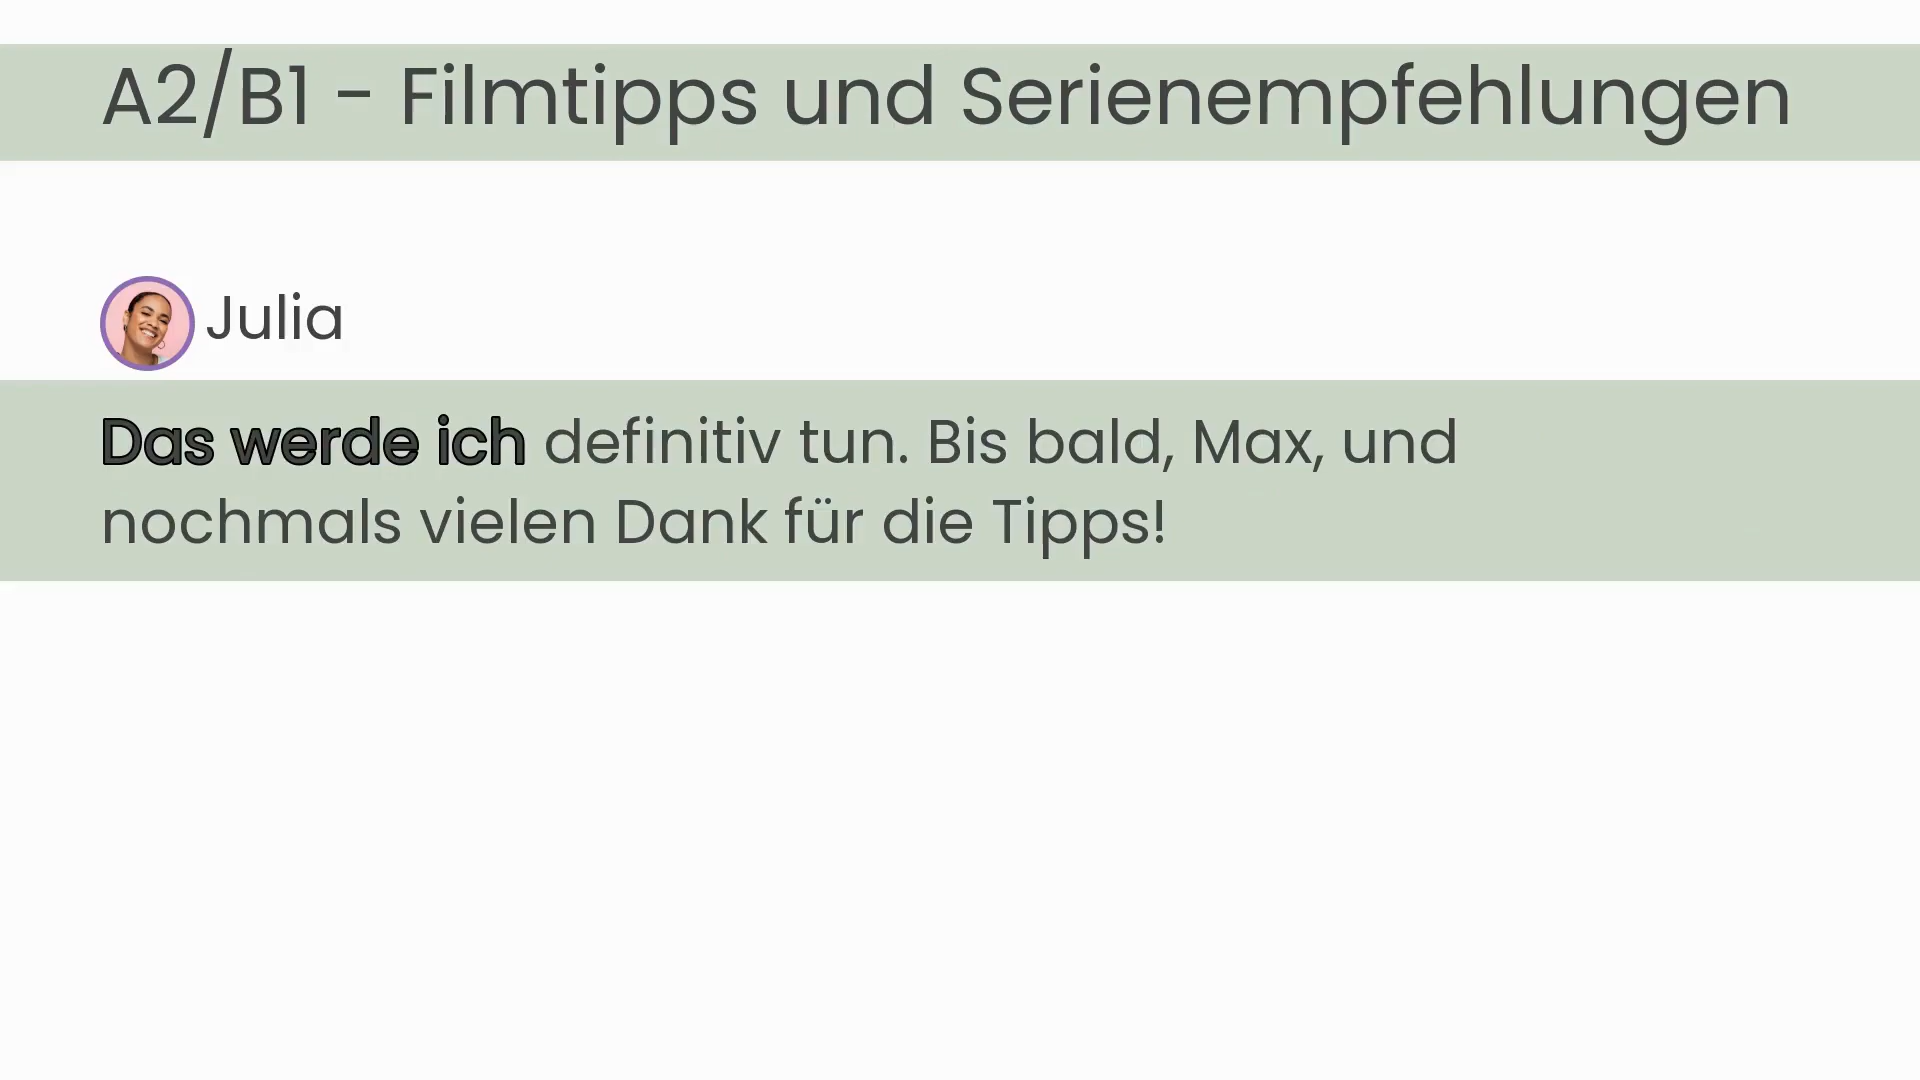 A2/B1 - Filmtipps und Serienempfehlungen
Julia
Das werde ich definitiv tun. Bis bald, Max, und
nochmals vielen Dank für die Tipps!